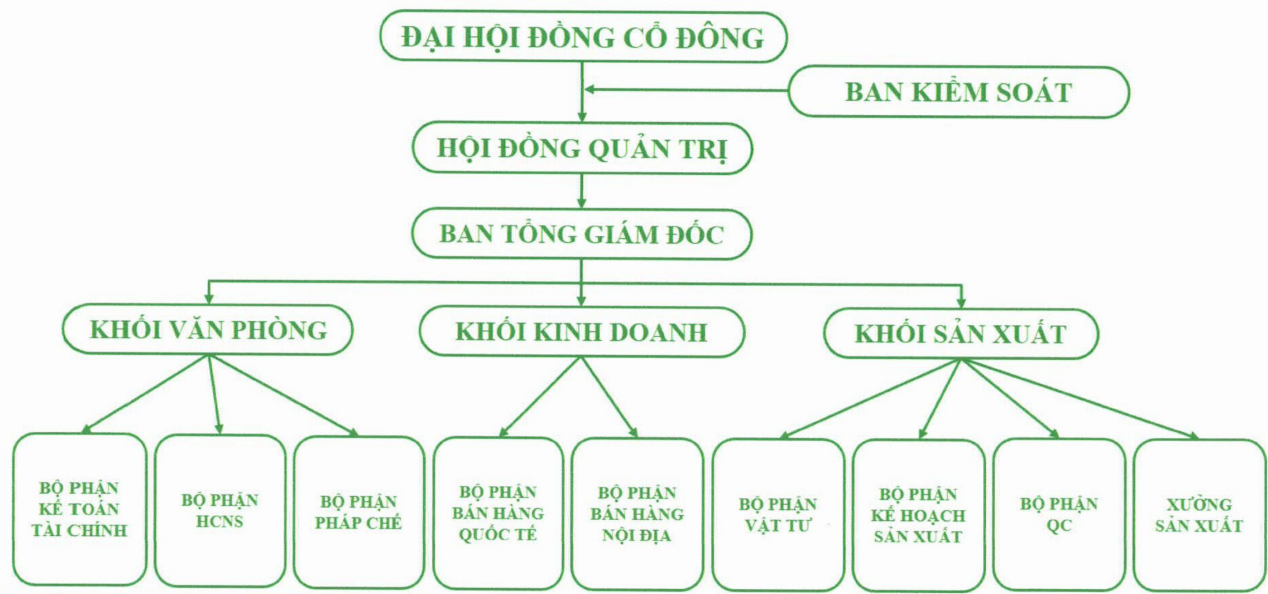 ĐẠI HỘI ĐỒNG CỔ ĐÔNG
BAN KIỂM SOÁT
HỘI ĐỒNG QUẢN TRỊ
BAN TỔNG GIÁM ĐỐC
KHỐI VĂN PHÒNG
KHỐI KINH DOANH
KHỐI SẢN XUẤT
BỘ PHẬN
KẾ TOÁN
TÀI CHÍNH
BỘ PHẬN
HCNS
BỘ PHẬN
PHÁP CHẾ
BỘ PHẬN
BÁN HÀNG
QUỐC TẾ
BỘ PHẬN
BÁN HÀNG
NỘI ĐỊA
BỘ PHẬN
VẬT TƯ
BỘ PHẬN
KẾ HOẠCH
SẢN XUẤT
BỘ PHẬN
QC
XƯỞNG
SẢN XUẤT